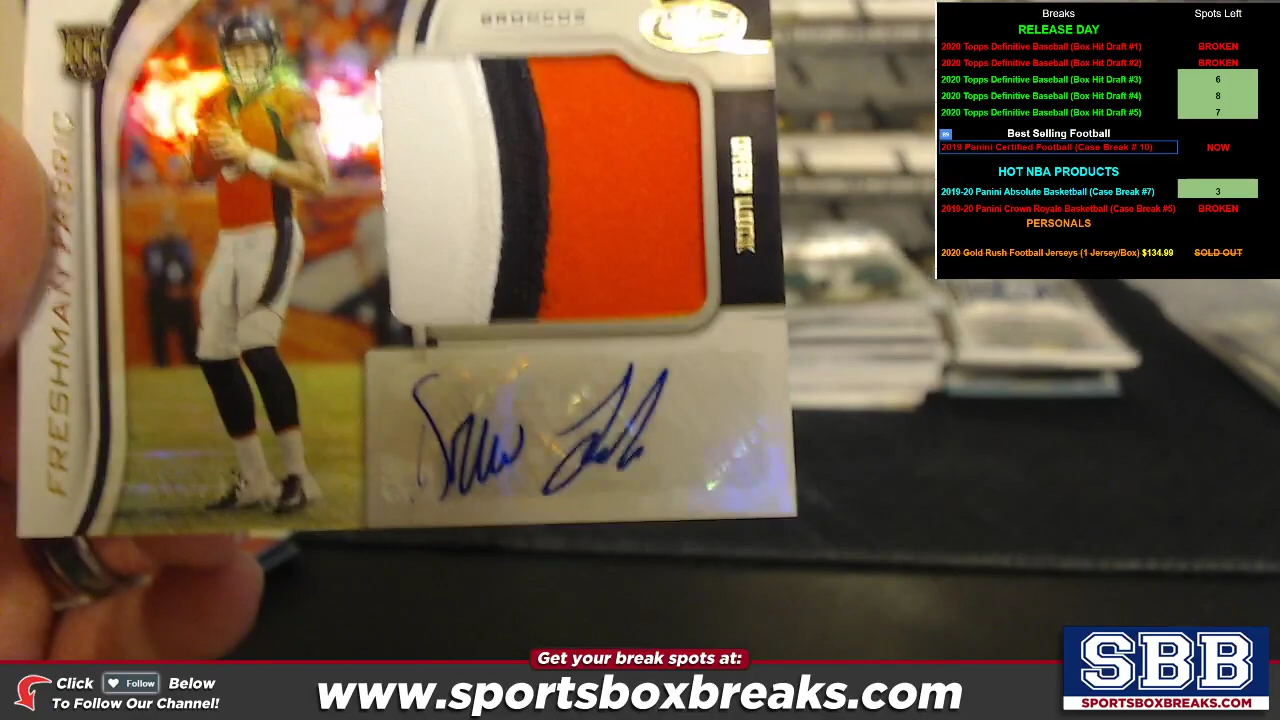 RC
FRESHMAN FABRIC
BRONCOS
DREW LOCK
Drew Lock
Breaks Spots Left
RELEASE DAY
2020 Topps Definitive Baseball (Box Hit Draft #1) BROKEN
2020 Topps Definitive Baseball (Box Hit Draft #2) BROKEN
2020 Topps Definitive Baseball (Box Hit Draft #3) 6
2020 Topps Definitive Baseball (Box Hit Draft #4) 8
2020 Topps Definitive Baseball (Box Hit Draft #5) 7
89
Best Selling Football
2019 Panini Certified Football (Case Break # 10) NOW
HOT NBA PRODUCTS
2019-20 Panini Absolute Basketball (Case Break #7) 3
2019-20 Panini Crown Royale Basketball (Case Break #5) BROKEN
PERSONALS
2020 Gold Rush Football Jerseys (1 Jersey/Box) $134.99 SOLD OUT
Get your break spots at:
www.sportsboxbreaks.com
Click Follow Below
To Follow Our Channel!
SBB
SPORTSBOXBREAKS.COM